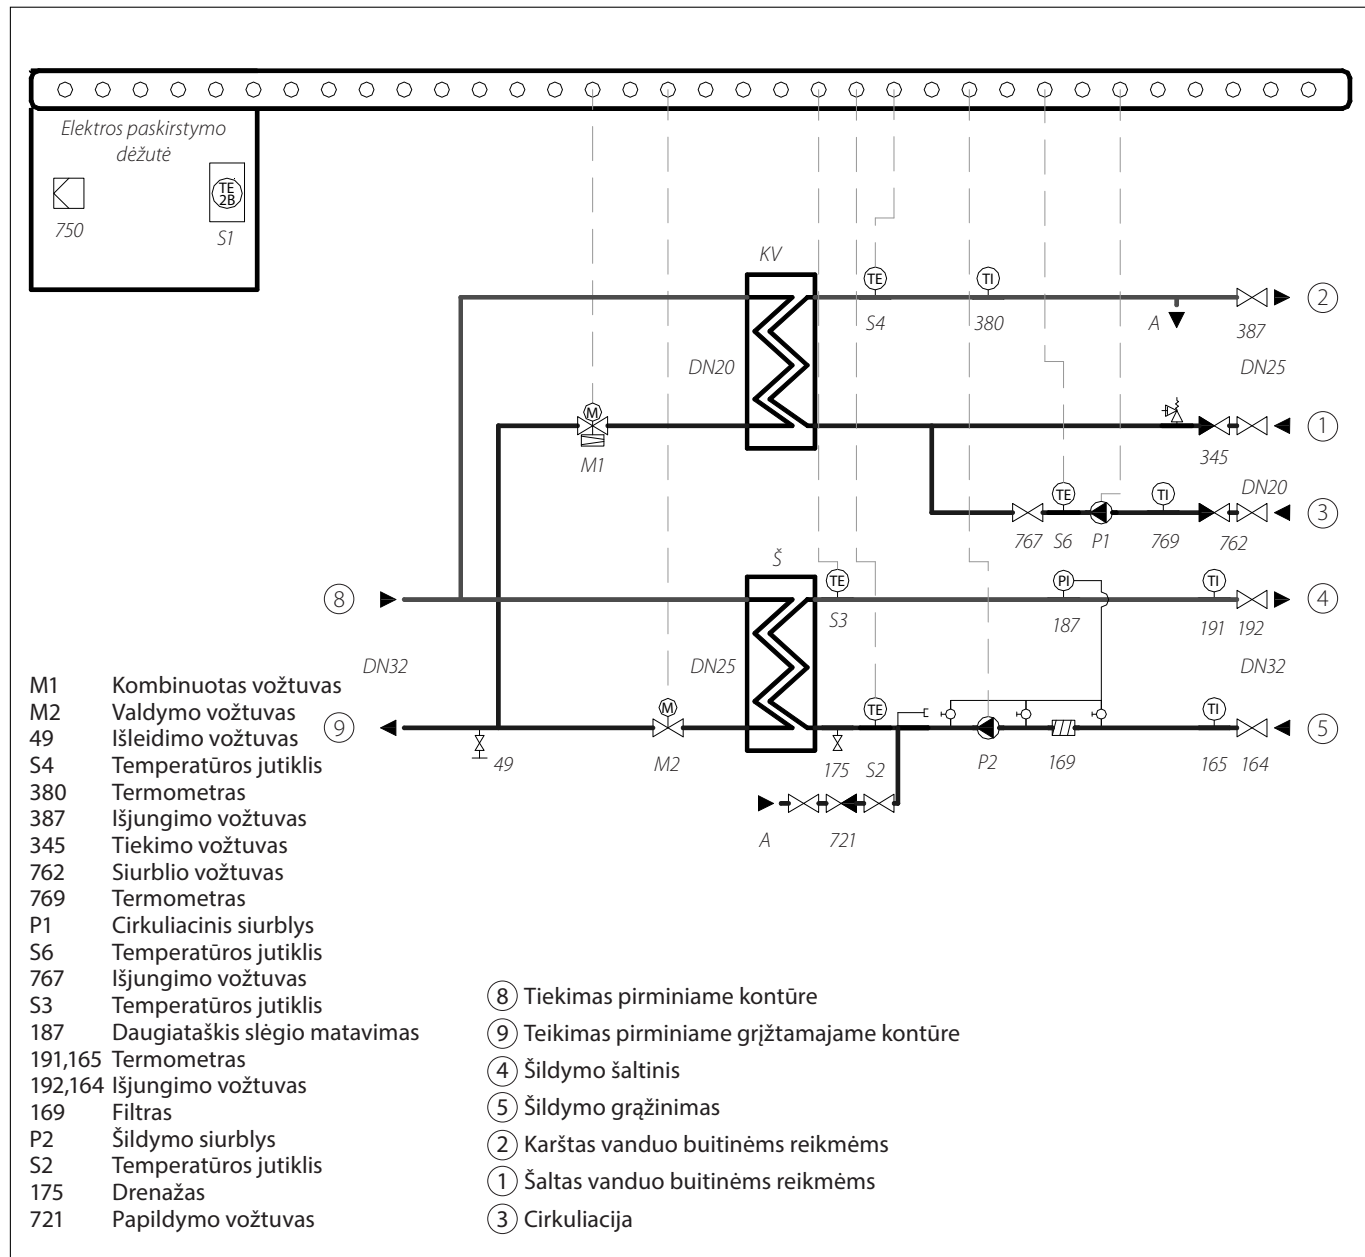 Elektros paskirstymo
dėžutė
TE
2B
750
S1
KV
TE
TI
2
S4
380
A
387
DN20
DN25
M
1
M1
345
DN20
TE
TI
3
767
S6
P1
769
762
Š
TE
PI
TI
8
4
S3
187
191
192
DN32
DN25
DN32
M
TE
TI
9
5
49
M2
175
S2
P2
169
165
164
A
721
M1 Kombinuotas vožtuvas
M2 Valdymo vožtuvas
49 Išleidimo vožtuvas
S4 Temperatūros jutiklis
380 Termometras
387 Išjungimo vožtuvas
345 Tiekimo vožtuvas
762 Siurblio vožtuvas
769 Termometras
P1 Cirkuliacinis siurblys
S6 Temperatūros jutiklis
767 Išjungimo vožtuvas
S3 Temperatūros jutiklis
187 Daugiataškis slėgio matavimas
191,165 Termometras
192,164 Išjungimo vožtuvas
169 Filtras
P2 Šildymo siurblys
S2 Temperatūros jutiklis
175 Drenažas
721 Papildymo vožtuvas
8 Tiekimas pirminiame kontūre
9 Teikimas pirminiame grįžtamajame kontūre
4 Šildymo šaltinis
5 Šildymo grąžinimas
2 Karštas vanduo buitinėms reikmėms
1 Šaltas vanduo buitinėms reikmėms
3 Cirkuliacija